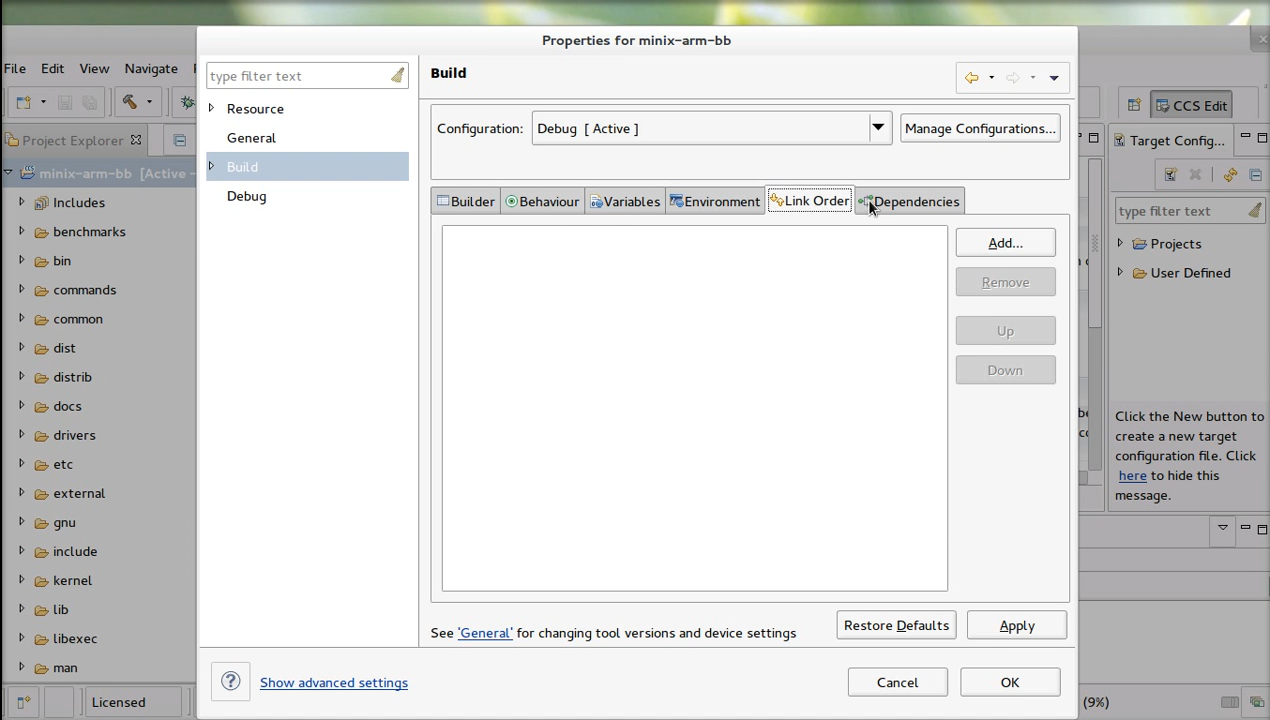 Properties for minix-arm-bb
File Edit View Navigate
type filter text
Resource
General
Build
Debug
Build
Configuration: Debug [ Active ] Manage Configurations...
Builder Behaviour Variables Environment Link Order Dependencies
Add...
Remove
Up
Down
See 'General' for changing tool versions and device settings
Restore Defaults Apply
? Show advanced settings
Cancel OK
Project Explorer
minix-arm-bb [Active -
Includes
benchmarks
bin
commands
common
dist
distrib
docs
drivers
etc
external
gnu
include
kernel
lib
libexec
man
Licensed
CCS Edit
Target Config...
type filter text
Projects
User Defined
Click the New button to
create a new target
configuration file. Click
here to hide this
message.
(9%)